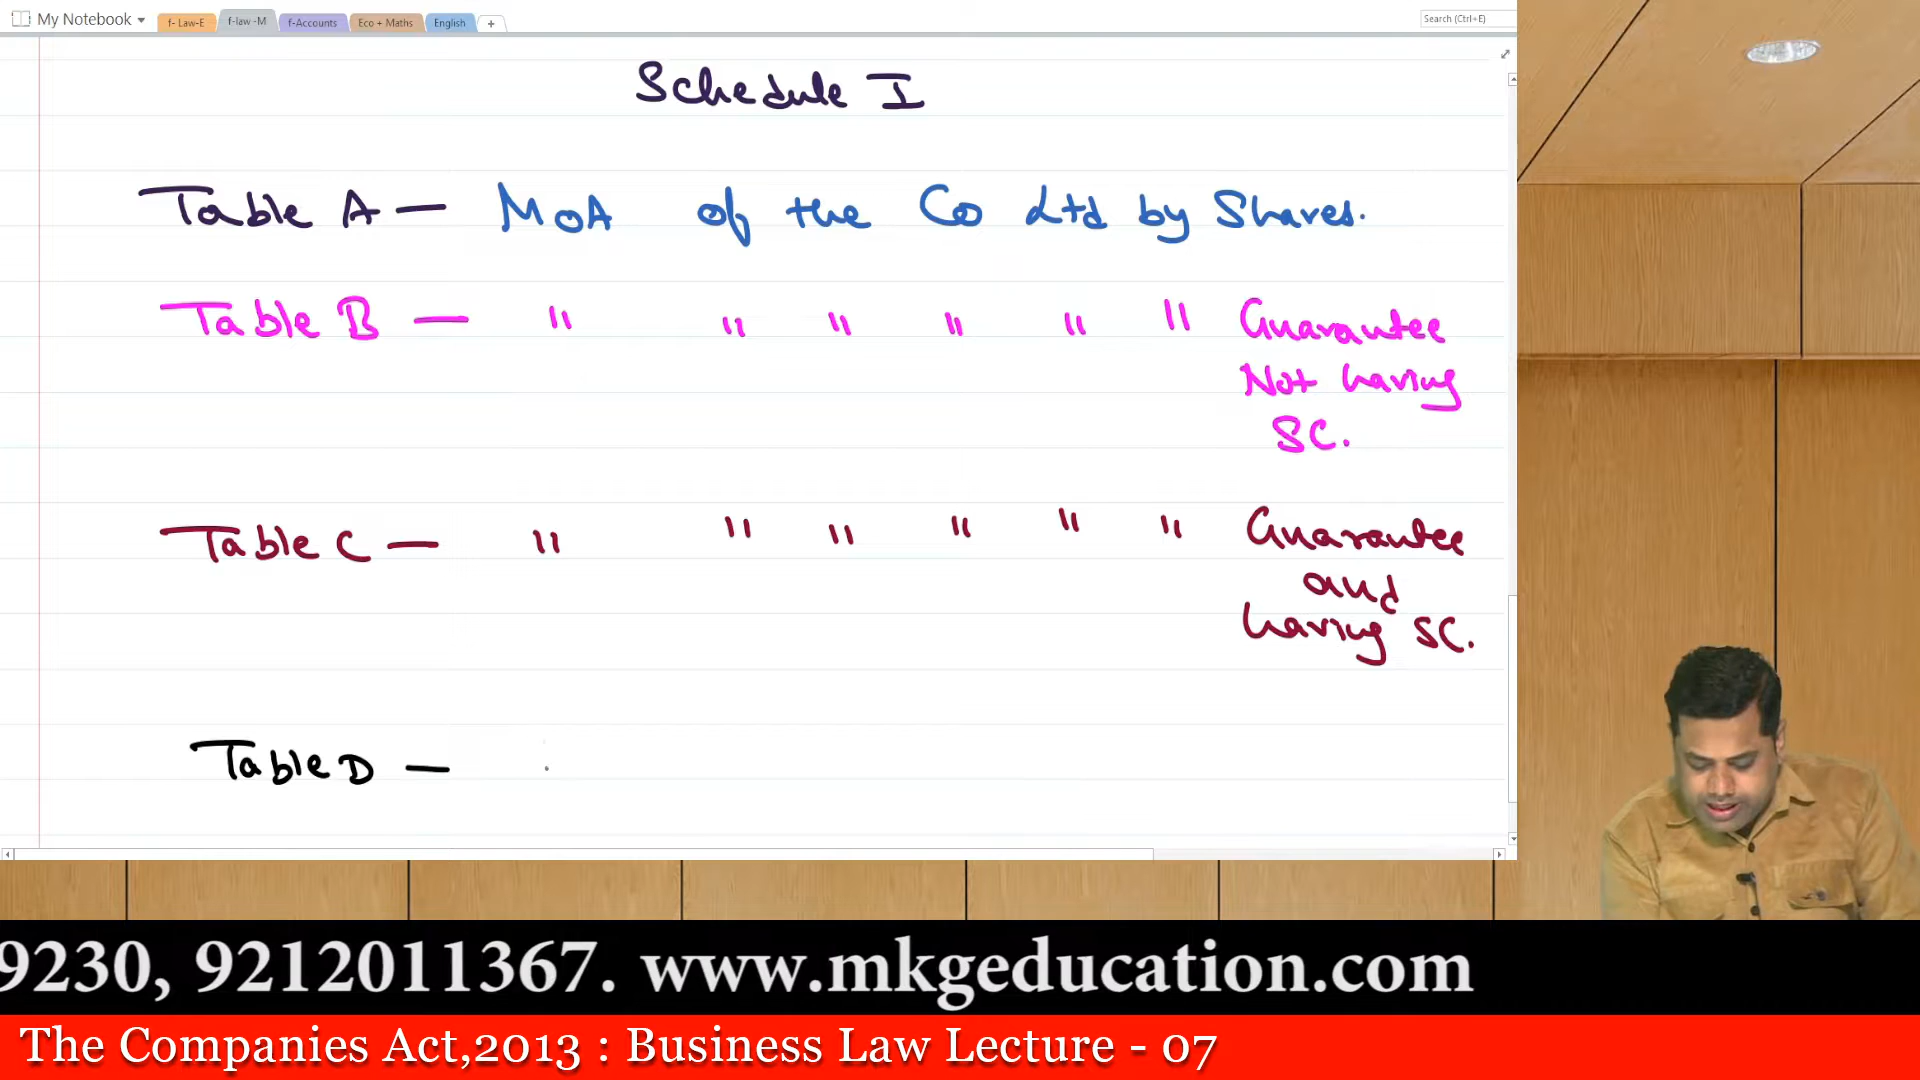 My Notebook f- Law-E f-law -M f-Accounts Eco + Maths English + Search (Ctrl+E)
Schedule I
Table A — MOA of the Co Ltd by Shares.
Table B — " " " " " " Guarantee
Not having
SC.
Table C — " " " " " " Guarantee
and
having SC.
Table D —
9230, 9212011367. www.mkgeducation.com
The Companies Act,2013 : Business Law Lecture - 07